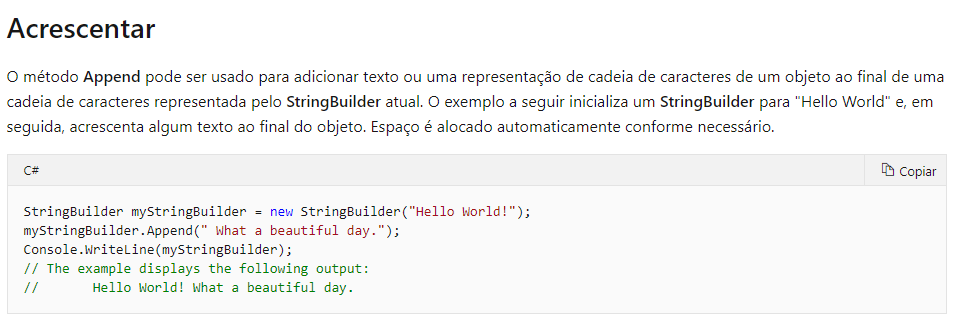 Acrescentar
O método Append pode ser usado para adicionar texto ou uma representação de cadeia de caracteres de um objeto ao final de uma
cadeia de caracteres representada pelo StringBuilder atual. O exemplo a seguir inicializa um StringBuilder para "Hello World" e, em
seguida, acrescenta algum texto ao final do objeto. Espaço é alocado automaticamente conforme necessário.
C#
Copiar
StringBuilder myStringBuilder = new StringBuilder("Hello World!");
myStringBuilder.Append(" What a beautiful day.");
Console.WriteLine(myStringBuilder);
// The example displays the following output:
//       Hello World! What a beautiful day.